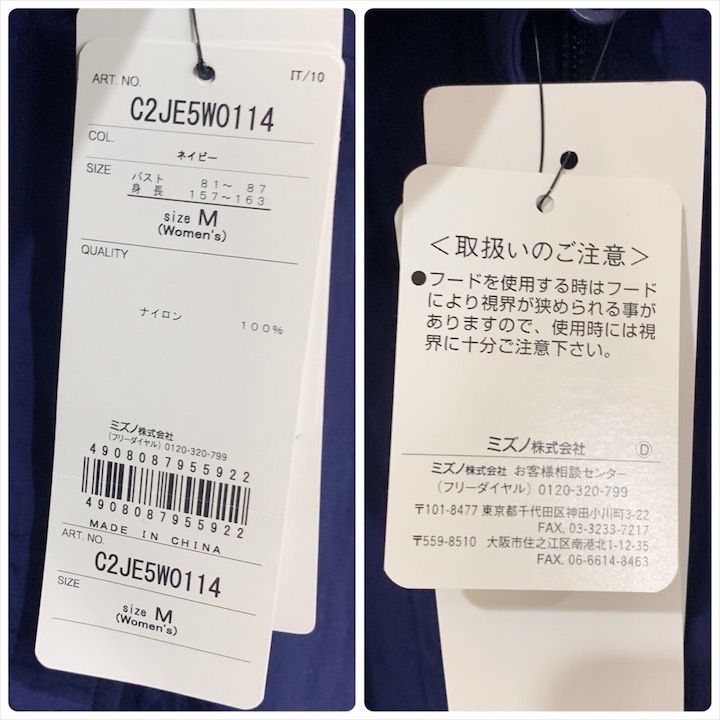 ART. NO.
IT/10
C2JE5W0114
COL.
ネイビー
SIZE
バスト 81～ 87
身長 157～163
size M
(Women's)
QUALITY
ナイロン 100%
ミズノ株式会社
(フリーダイヤル) 0120-320-799
4908087955922
4908087955922
MADE IN CHINA
ART. NO.
C2JE5W0114
SIZE
size M
(Women's)
＜取扱いのご注意＞
●フードを使用する時はフード
により視界が狭められる事が
ありますので、使用時には視
界に十分ご注意下さい。
ミズノ株式会社 Ⓓ
ミズノ株式会社 お客様相談センター
(フリーダイヤル) 0120-320-799
〒101-8477 東京都千代田区神田小川町3-22
FAX. 03-3233-7217
〒559-8510 大阪市住之江区南港北1-12-35
FAX. 06-6614-8463